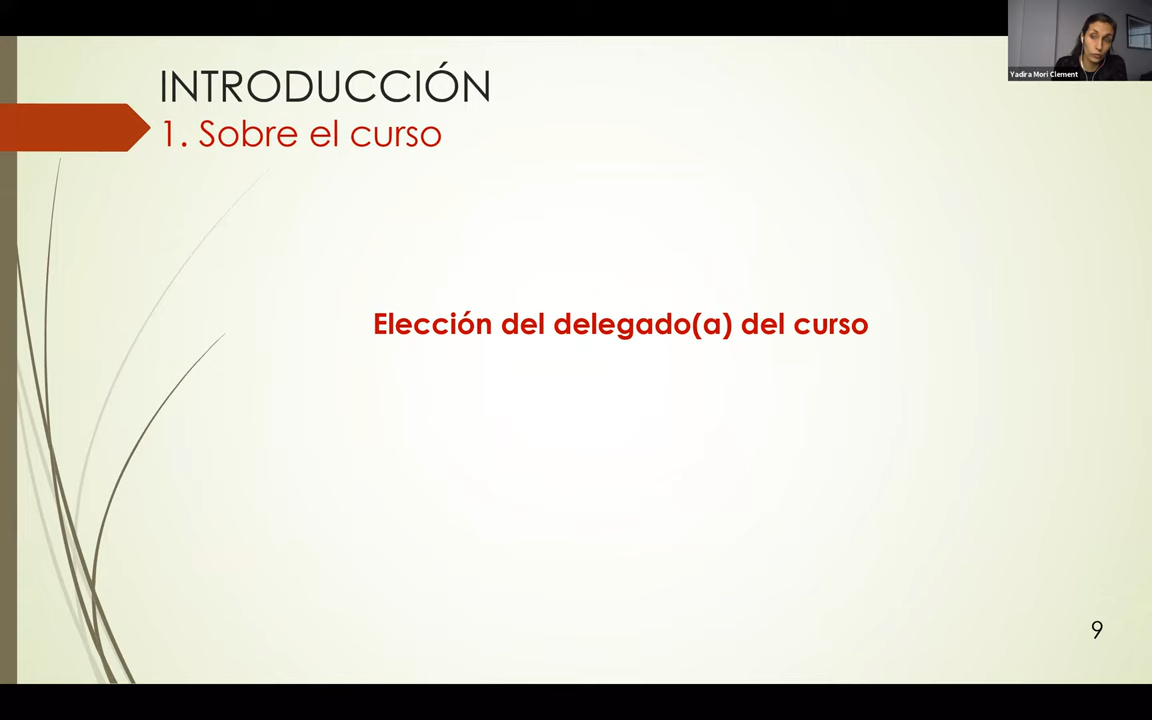 INTRODUCCIÓN
1. Sobre el curso
Elección del delegado(a) del curso
9
Yadira Mori Clement